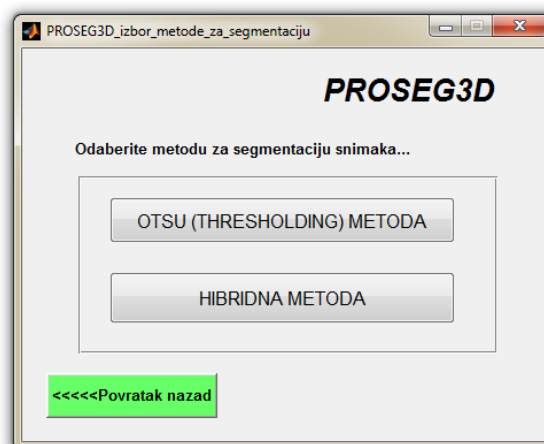 PROSEG3D_izbor_metode_za_segmentaciju
PROSEG3D
Odaberite metodu za segmentaciju snimaka...
OTSU (THRESHOLDING) METODA
HIBRIDNA METODA
<<<<<Povratak nazad